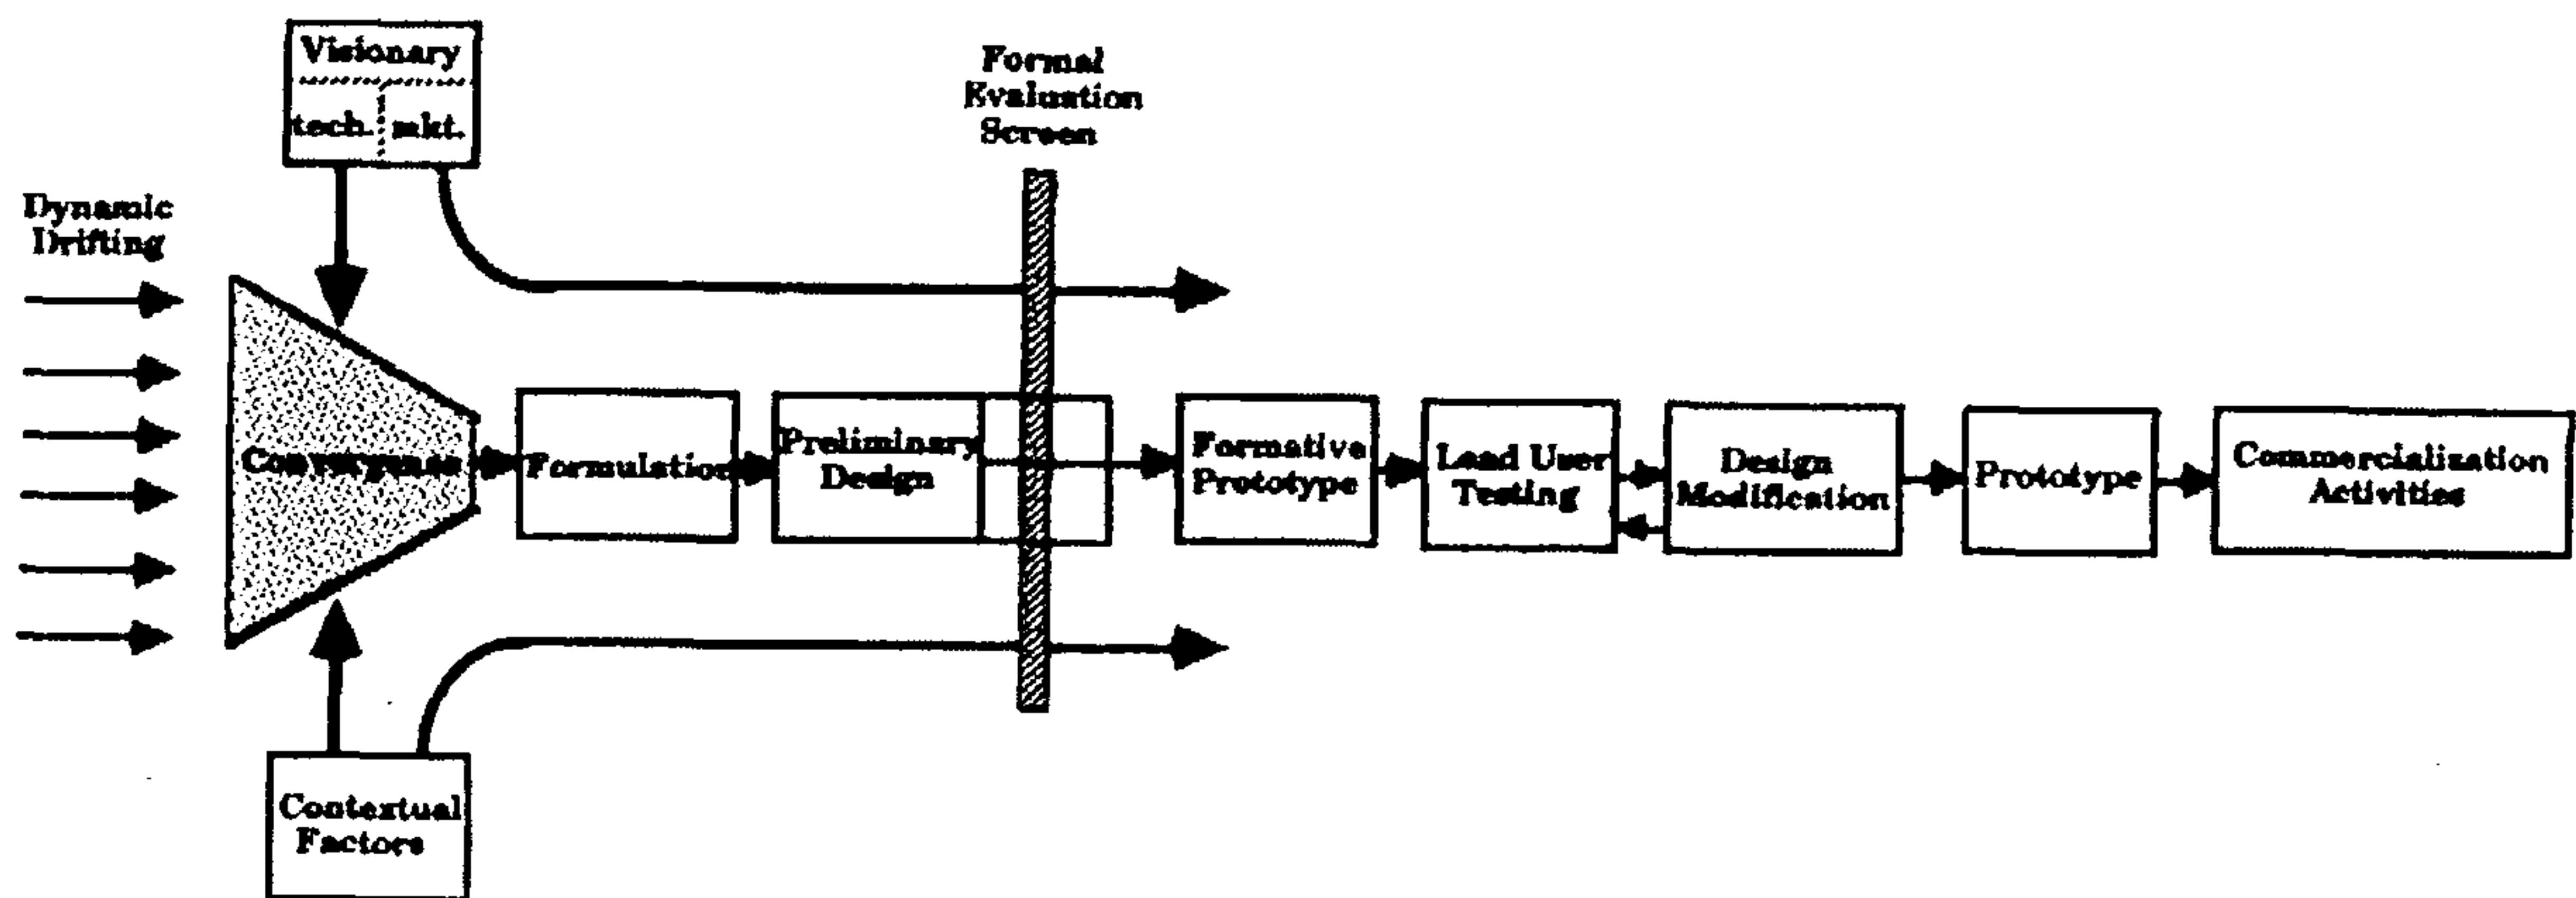 Visionary
tech. mkt.
Formal
Evaluation
Screen
Dynamic
Drifting
Convergence
Formulation
Preliminary
Design
Formative
Prototype
Lead User
Testing
Design
Modification
Prototype
Commercialization
Activities
Contextual
Factors